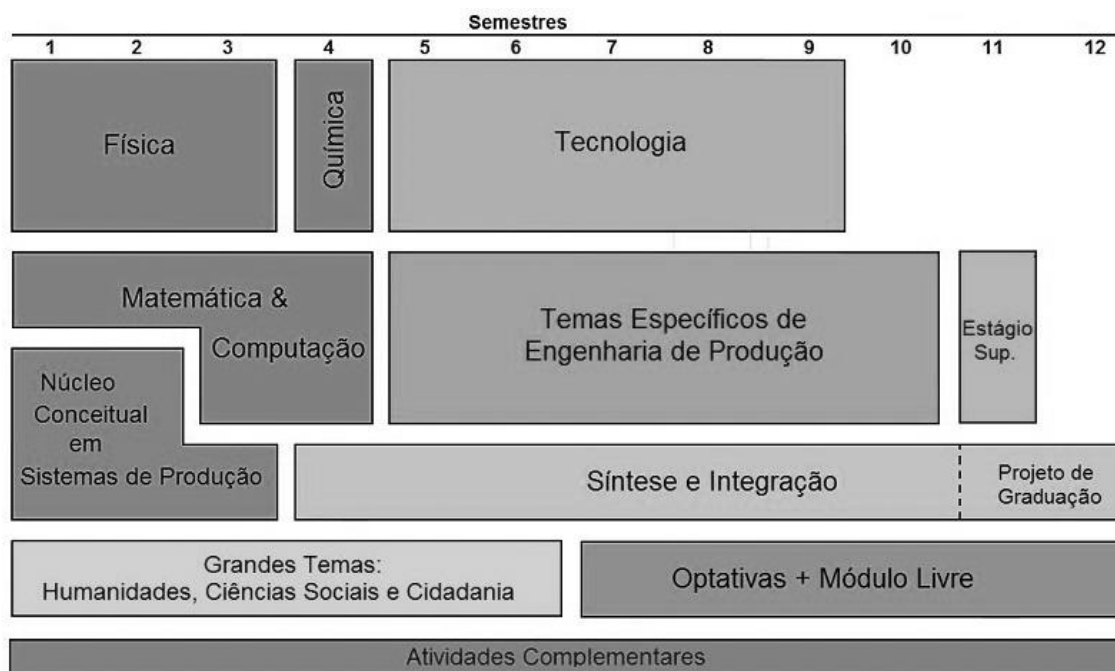 Semestres
1 2 3 4 5 6 7 8 9 10 11 12
Física
Química
Tecnologia
Matemática &
Computação
Temas Específicos de
Engenharia de Produção
Estágio
Sup.
Núcleo
Conceitual
em
Sistemas de Produção
Síntese e Integração
Projeto de
Graduação
Grandes Temas:
Humanidades, Ciências Sociais e Cidadania
Optativas + Módulo Livre
Atividades Complementares